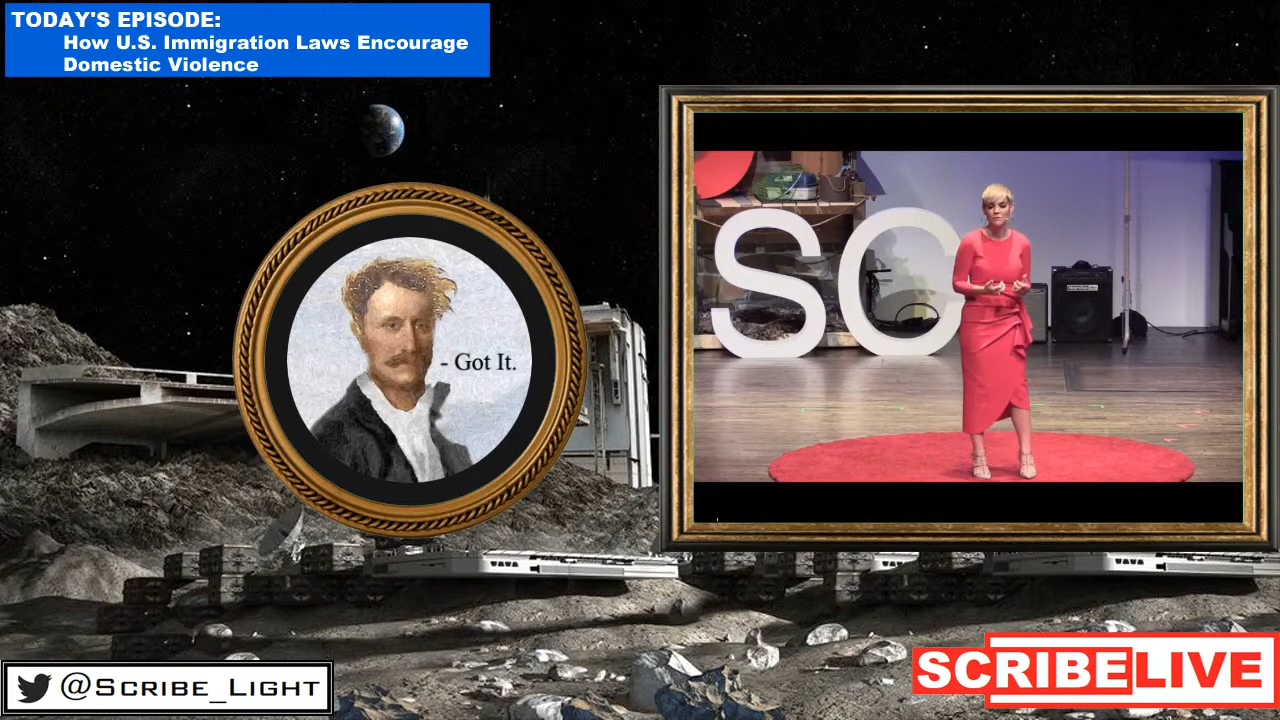 TODAY'S EPISODE:
How U.S. Immigration Laws Encourage
Domestic Violence
SC
- Got It.
@SCRIBE_LIGHT
SCRIBELIVE